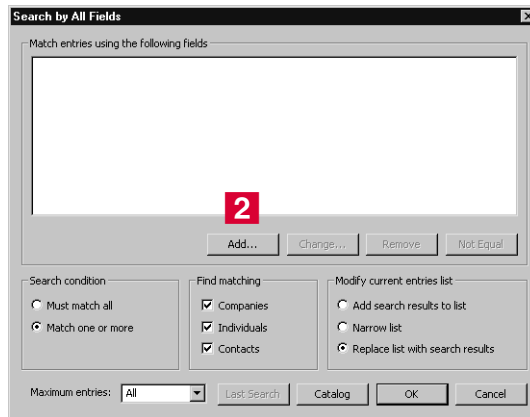 Search by All Fields
Match entries using the following fields
2
Add... Change... Remove Not Equal
Search condition Find matching Modify current entries list
Must match all Companies Add search results to list
Match one or more Individuals Narrow list
Contacts Replace list with search results
Maximum entries: All Last Search Catalog OK Cancel